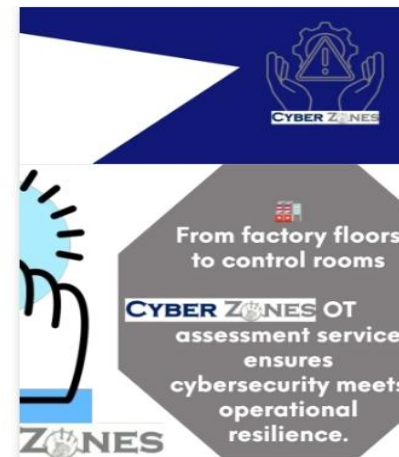 CYBER ZONES
From factory floors
to control rooms
CYBER ZONES OT
assessment service
ensures
cybersecurity meets
operational
resilience.
ZONES